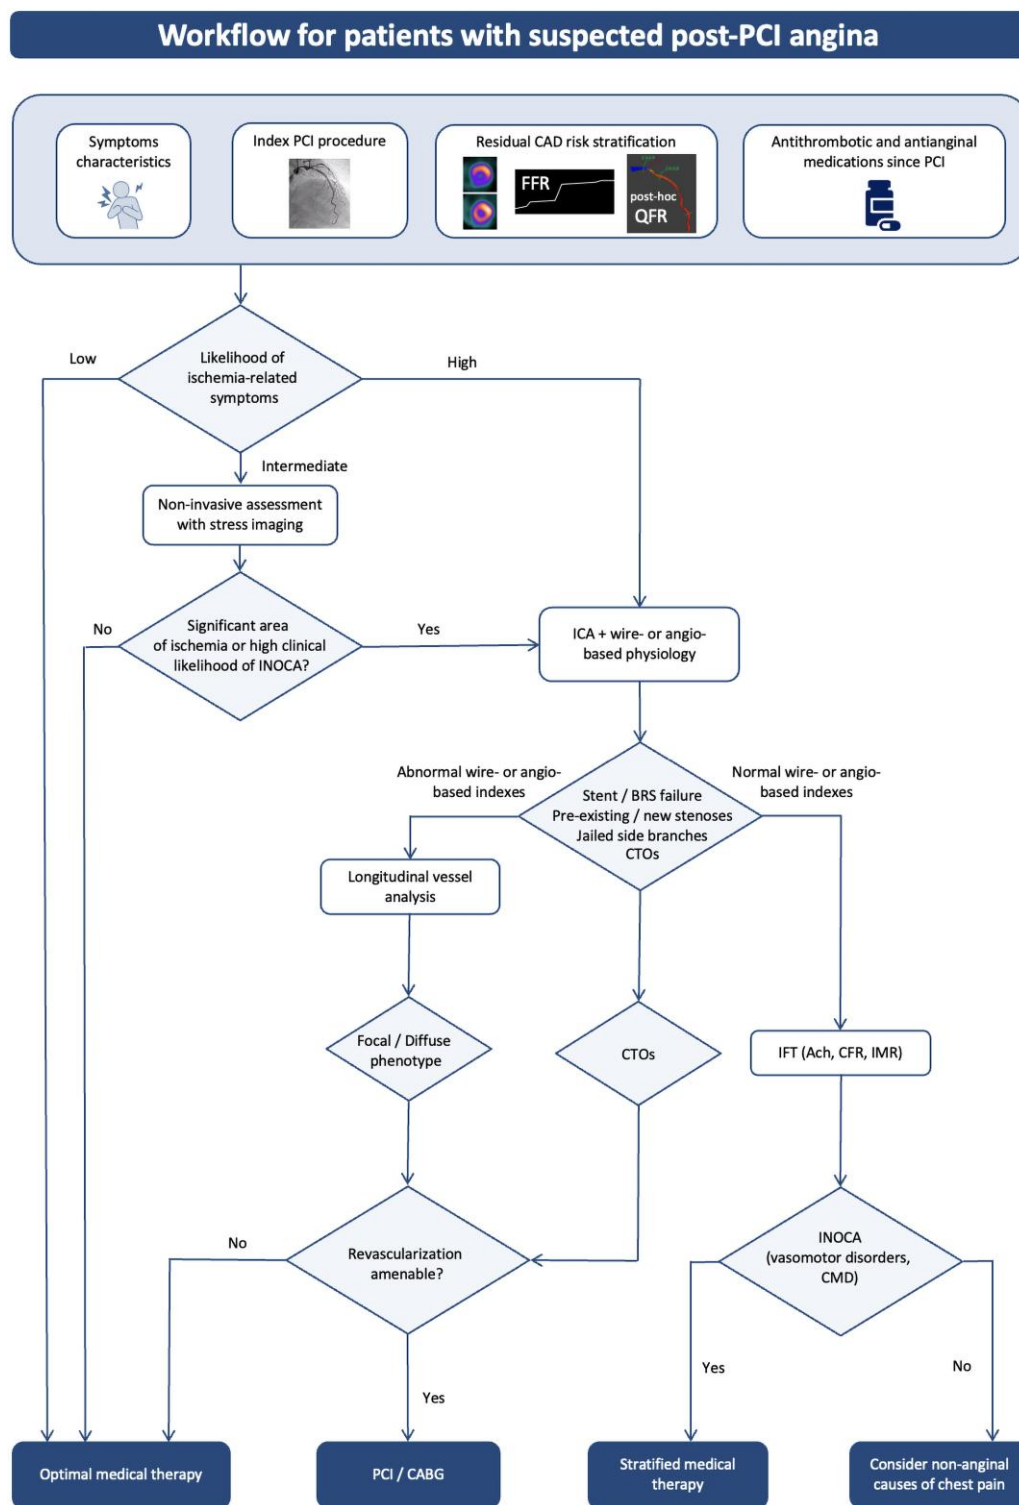 Workflow for patients with suspected post-PCI angina
Symptoms
characteristics
Index PCI procedure
Residual CAD risk stratification
FFR
post-hoc
QFR
Antithrombotic and antianginal
medications since PCI
Low
Likelihood of
ischemia-related
symptoms
High
Intermediate
Non-invasive assessment
with stress imaging
No
Significant area
of ischemia or high clinical
likelihood of INOCA?
Yes
ICA + wire- or angio-
based physiology
Abnormal wire- or angio-
based indexes
Stent / BRS failure
Pre-existing / new stenoses
Jailed side branches
CTOs
Normal wire- or angio-
based indexes
Longitudinal vessel
analysis
Focal / Diffuse
phenotype
CTOs
IFT (Ach, CFR, IMR)
No
Revascularization
amenable?
INOCA
(vasomotor disorders,
CMD)
Yes
Yes
No
Optimal medical therapy
PCI / CABG
Stratified medical
therapy
Consider non-anginal
causes of chest pain